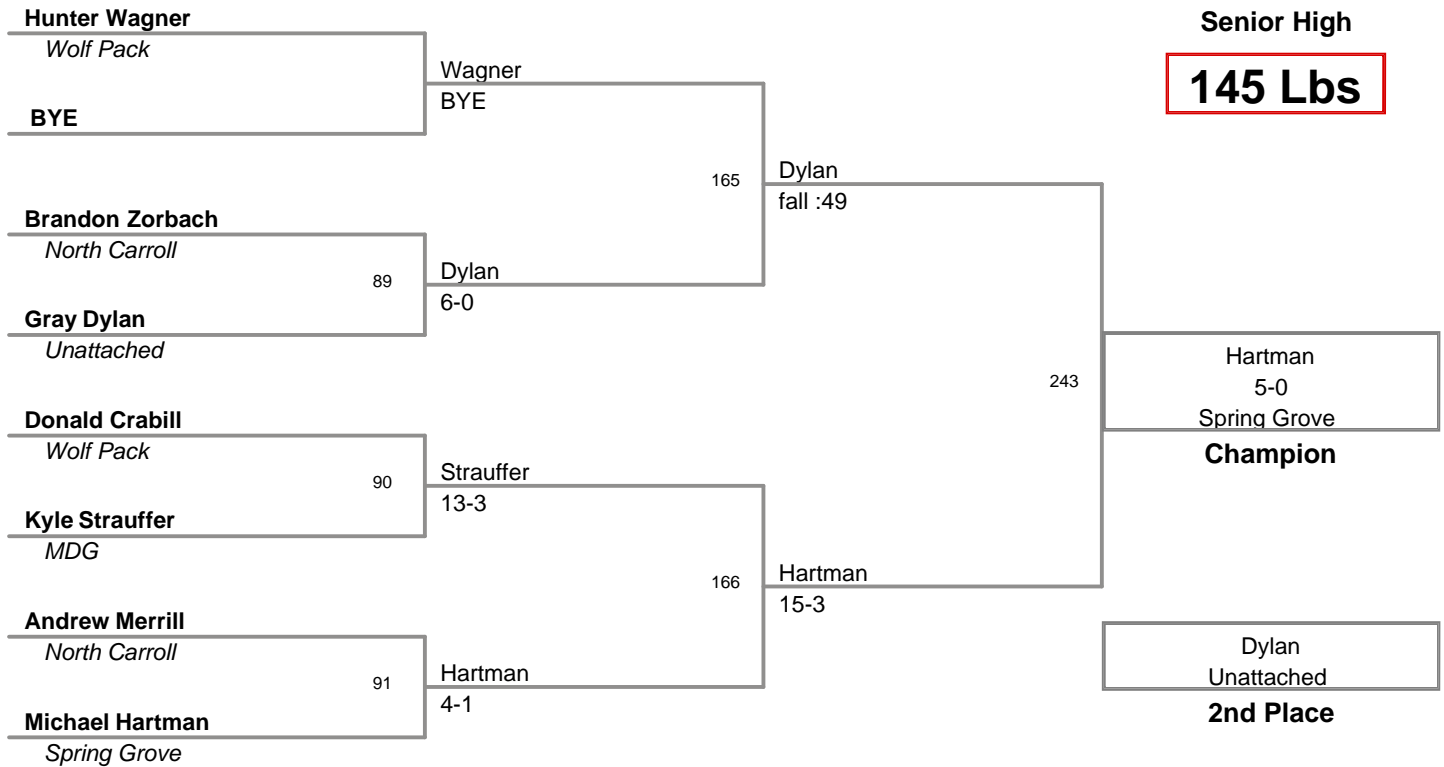 Hunter Wagner
Wolf Pack
BYE
Brandon Zorbach
North Carroll
89
Gray Dylan
Unattached
Donald Crabill
Wolf Pack
90
Kyle Strauffer
MDG
Andrew Merrill
North Carroll
91
Michael Hartman
Spring Grove
Wagner
BYE
165
Dylan
6-0
Strauffer
13-3
166
Hartman
4-1
Dylan
fall :49
243
Hartman
15-3
Senior High
145 Lbs
Hartman
5-0
Spring Grove
Champion
Dylan
Unattached
2nd Place